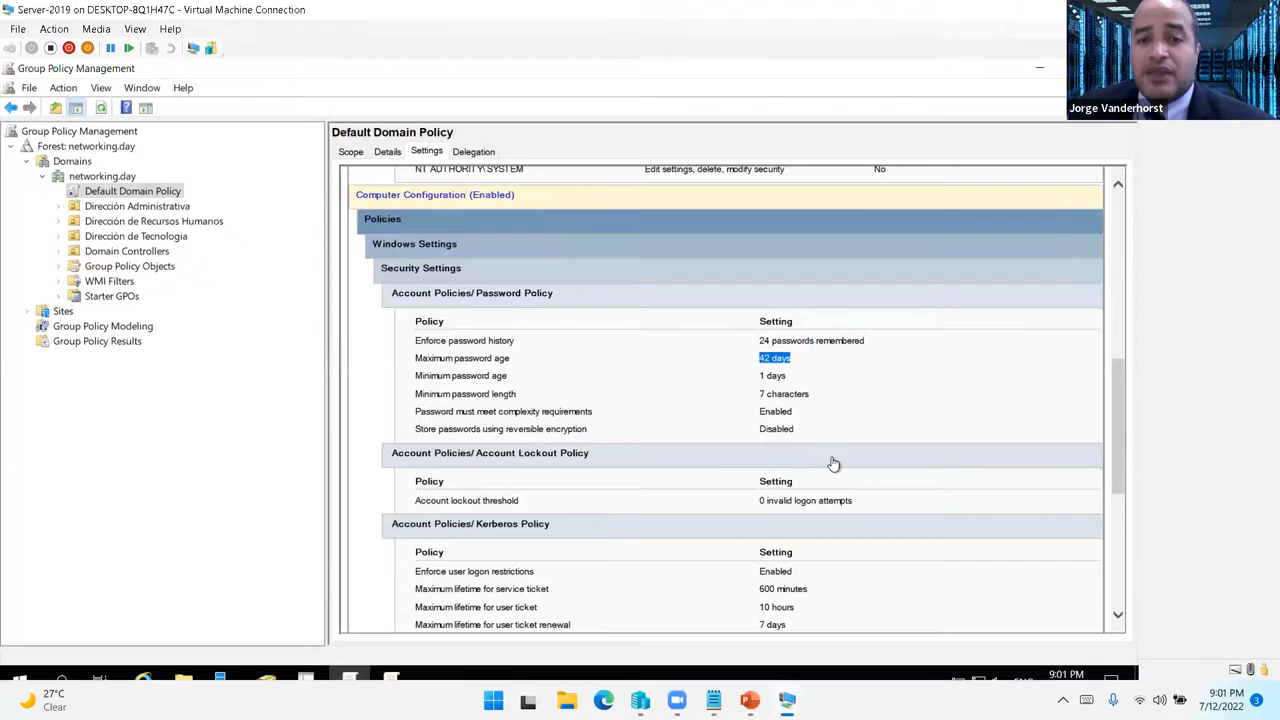 Server-2019 on DESKTOP-8Q1H47C - Virtual Machine Connection
File Action Media View Help
Group Policy Management
File Action View Window Help
Jorge Vanderhorst
Group Policy Management
Forest: networking.day
Domains
networking.day
Default Domain Policy
Dirección Administrativa
Dirección de Recursos Humanos
Dirección de Tecnologia
Domain Controllers
Group Policy Objects
WMI Filters
Starter GPOs
Sites
Group Policy Modeling
Group Policy Results
Default Domain Policy
Scope Details Settings Delegation
NT AUTHORITY\SYSTEM Edit settings, delete, modify security No
Computer Configuration (Enabled)
Policies
Windows Settings
Security Settings
Account Policies/Password Policy
Policy Setting
Enforce password history 24 passwords remembered
Maximum password age 42 days
Minimum password age 1 days
Minimum password length 7 characters
Password must meet complexity requirements Enabled
Store passwords using reversible encryption Disabled
Account Policies/Account Lockout Policy
Policy Setting
Account lockout threshold 0 invalid logon attempts
Account Policies/Kerberos Policy
Policy Setting
Enforce user logon restrictions Enabled
Maximum lifetime for service ticket 600 minutes
Maximum lifetime for user ticket 10 hours
Maximum lifetime for user ticket renewal 7 days
9:01 PM
27°C
Clear
9:01 PM
7/12/2022
3